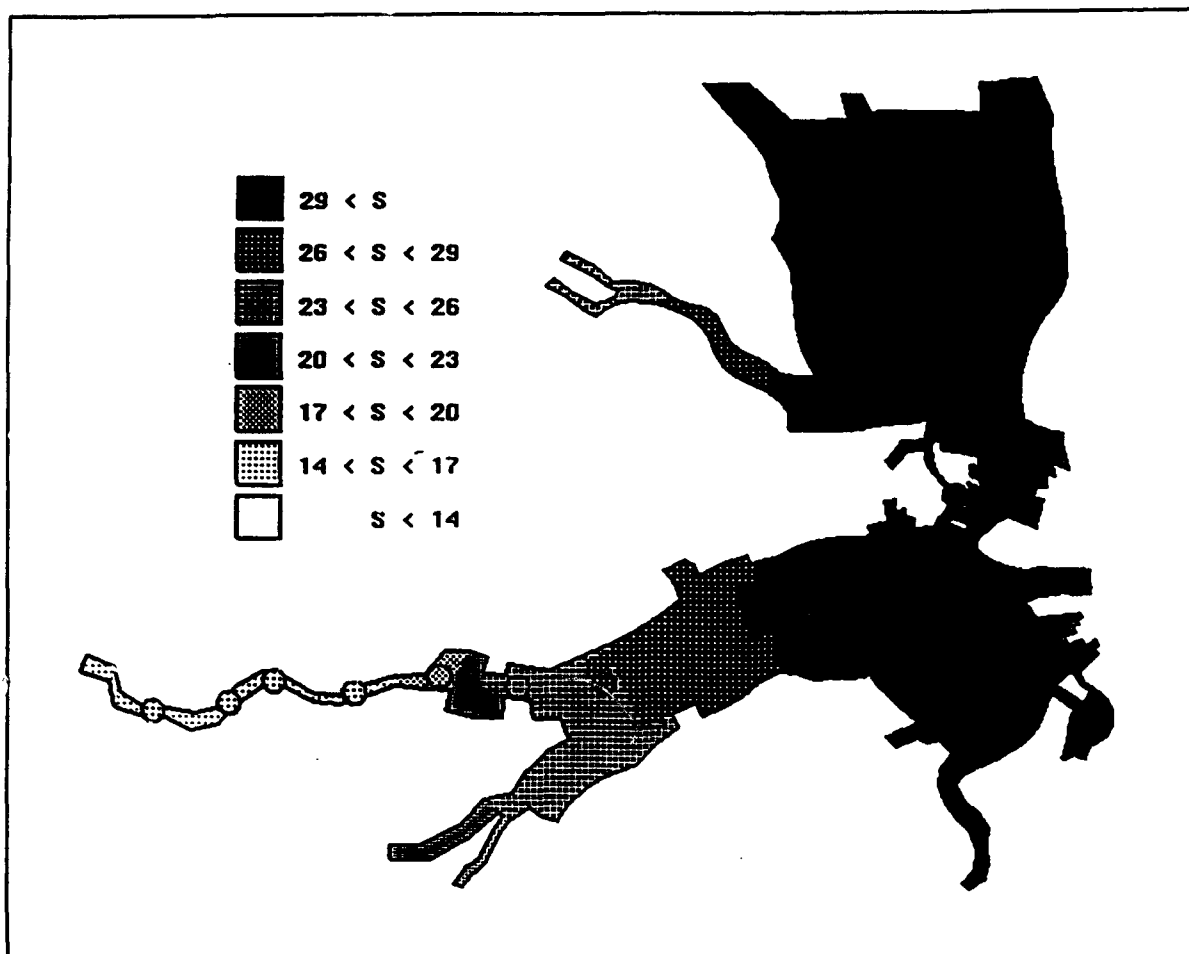 29 < S
26 < S < 29
23 < S < 26
20 < S < 23
17 < S < 20
14 < S < 17
S < 14